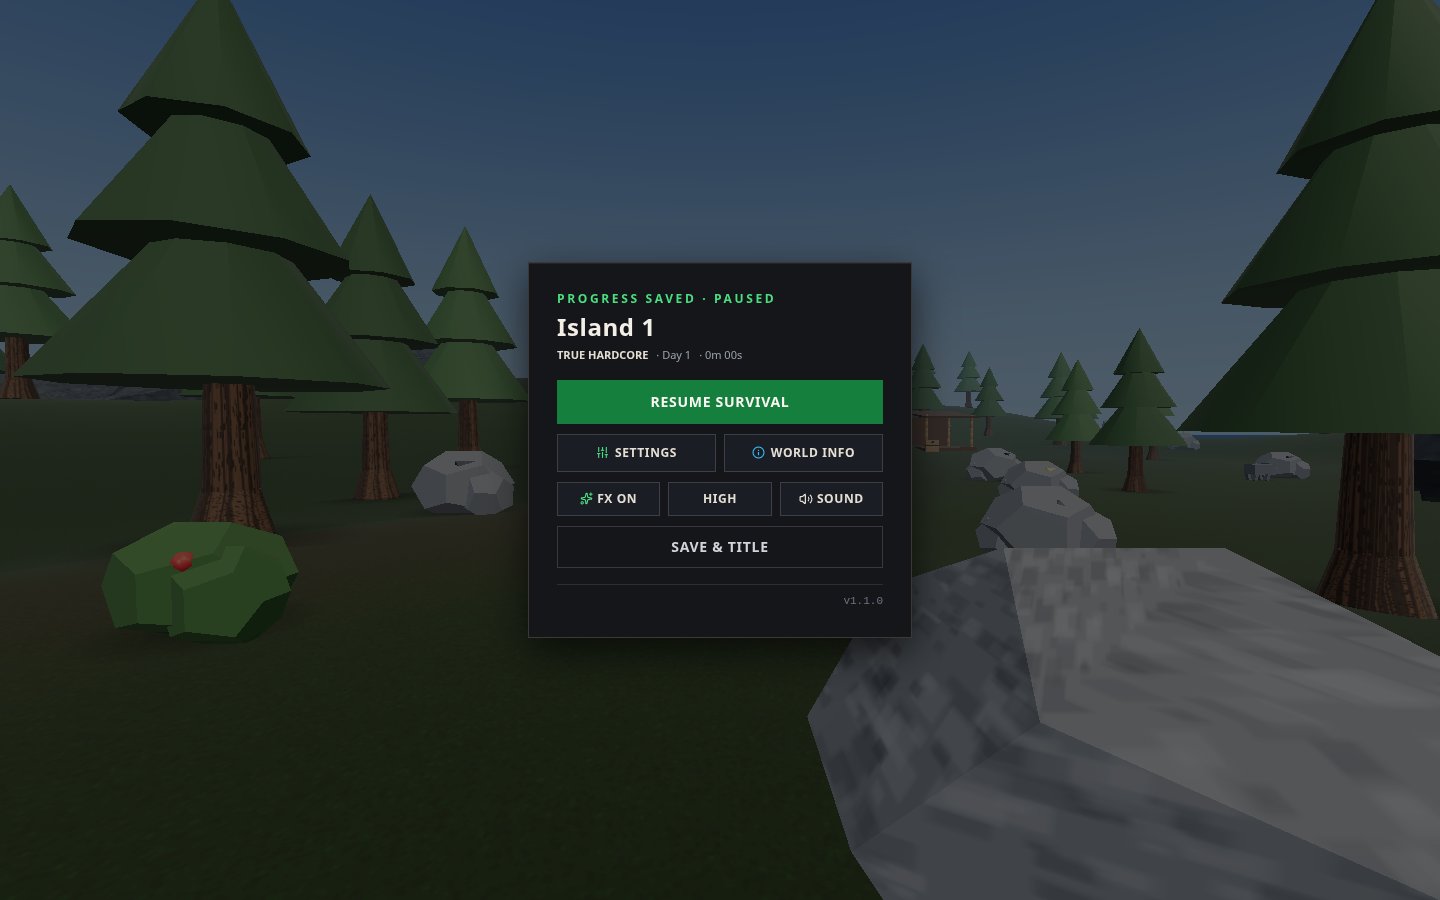 PROGRESS SAVED · PAUSED
Island 1
TRUE HARDCORE · Day 1 · 0m 00s
RESUME SURVIVAL
SETTINGS
WORLD INFO
FX ON
HIGH
SOUND
SAVE & TITLE
v1.1.0